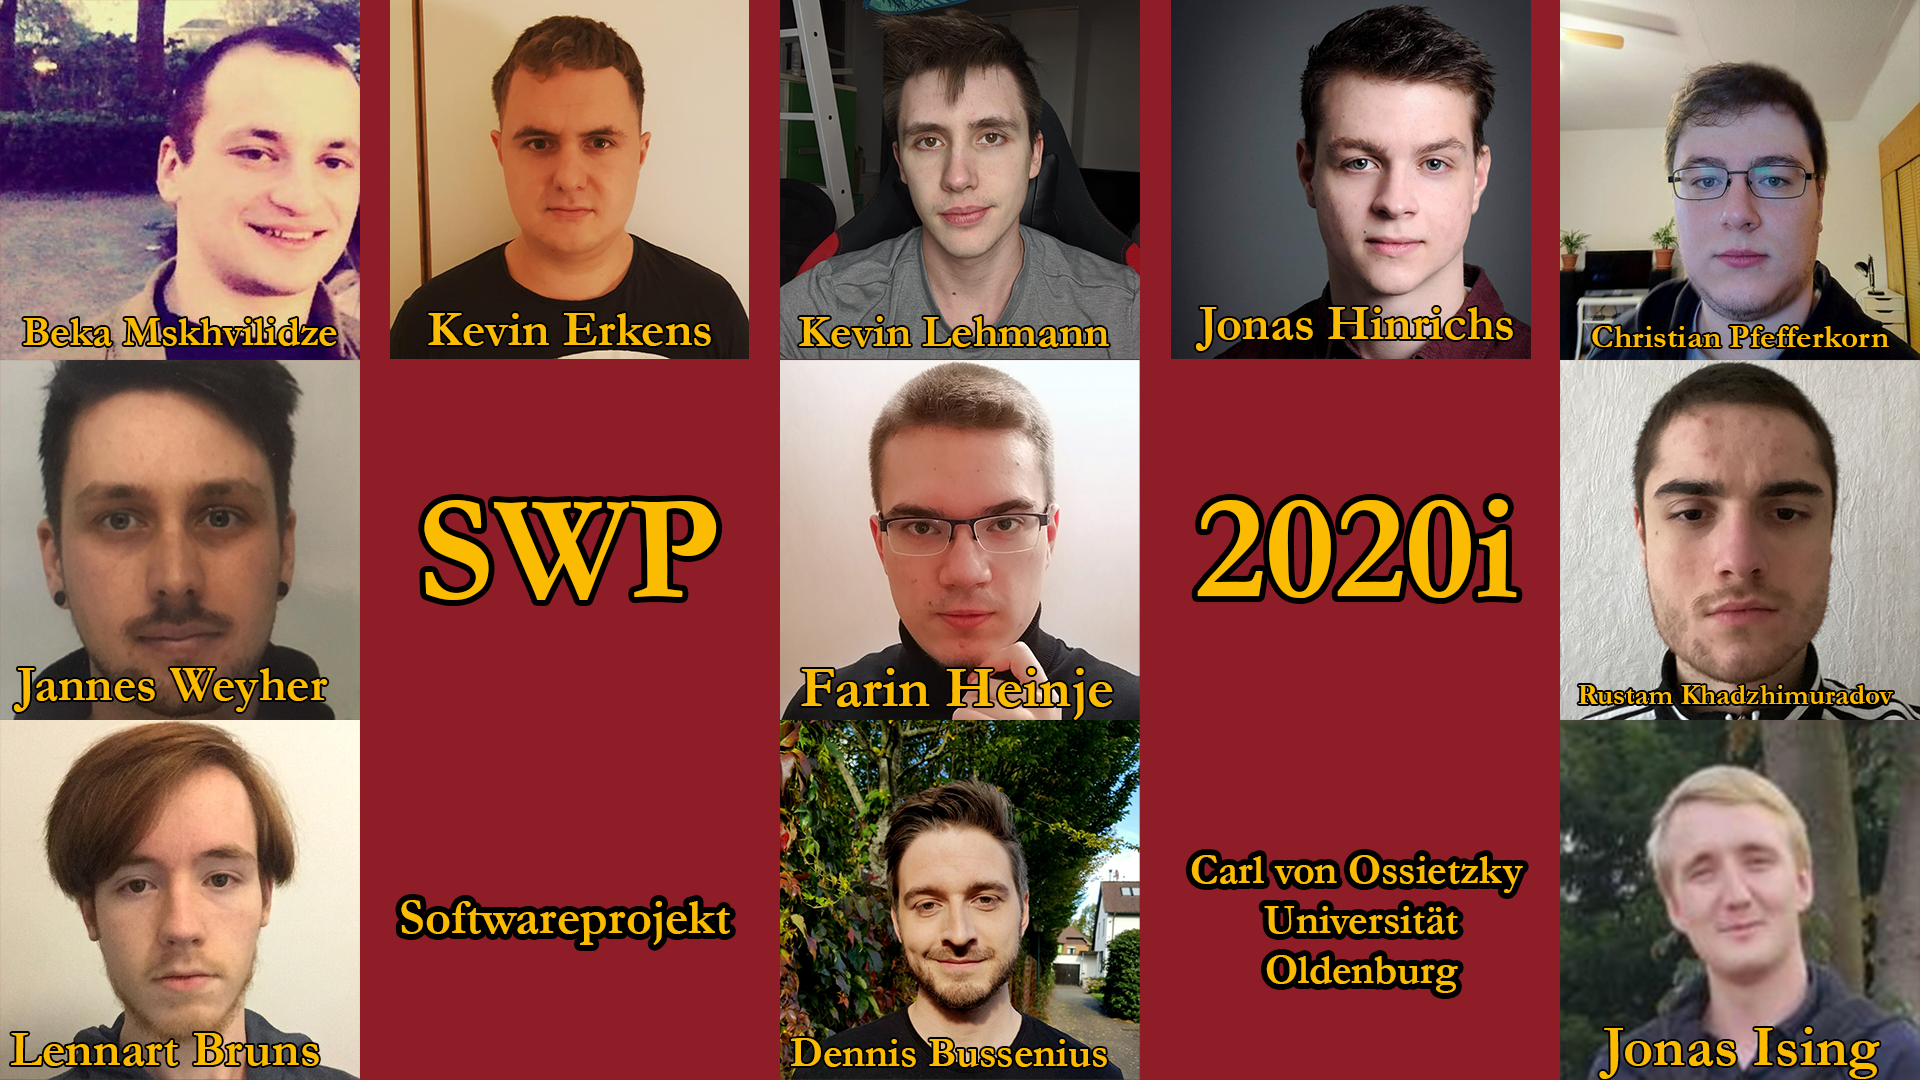 Beka Mskhvilidze
Kevin Erkens
Kevin Lehmann
Jonas Hinrichs
Christian Pfefferkorn
Jannes Weyher
SWP
Farin Heinje
2020i
Rustam Khadzhimuradov
Lennart Bruns
Softwareprojekt
Dennis Bussenius
Carl von Ossietzky
Universität
Oldenburg
Jonas Ising